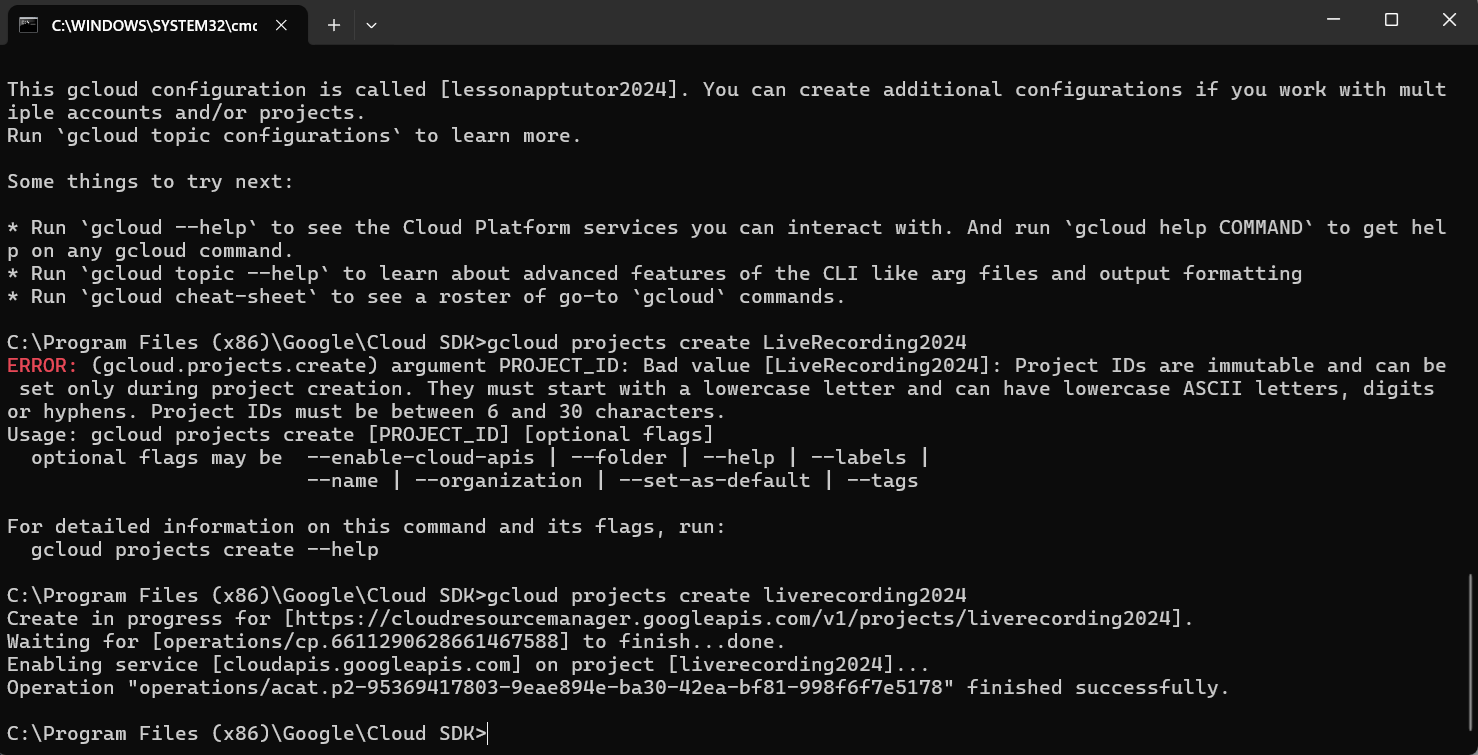 C:\WINDOWS\SYSTEM32\cmc
This gcloud configuration is called [lessonapptutor2024]. You can create additional configurations if you work with mult
iple accounts and/or projects.
Run `gcloud topic configurations` to learn more.
Some things to try next:
* Run `gcloud --help` to see the Cloud Platform services you can interact with. And run `gcloud help COMMAND` to get hel
p on any gcloud command.
* Run `gcloud topic --help` to learn about advanced features of the CLI like arg files and output formatting
* Run `gcloud cheat-sheet` to see a roster of go-to `gcloud` commands.
C:\Program Files (x86)\Google\Cloud SDK>gcloud projects create LiveRecording2024
ERROR: (gcloud.projects.create) argument PROJECT_ID: Bad value [LiveRecording2024]: Project IDs are immutable and can be
 set only during project creation. They must start with a lowercase letter and can have lowercase ASCII letters, digits
or hyphens. Project IDs must be between 6 and 30 characters.
Usage: gcloud projects create [PROJECT_ID] [optional flags]
  optional flags may be  --enable-cloud-apis | --folder | --help | --labels |
                         --name | --organization | --set-as-default | --tags
For detailed information on this command and its flags, run:
  gcloud projects create --help
C:\Program Files (x86)\Google\Cloud SDK>gcloud projects create liverecording2024
Create in progress for [https://cloudresourcemanager.googleapis.com/v1/projects/liverecording2024].
Waiting for [operations/cp.6611290628661467588] to finish...done.
Enabling service [cloudapis.googleapis.com] on project [liverecording2024]...
Operation "operations/acat.p2-95369417803-9eae894e-ba30-42ea-bf81-998f6f7e5178" finished successfully.
C:\Program Files (x86)\Google\Cloud SDK>